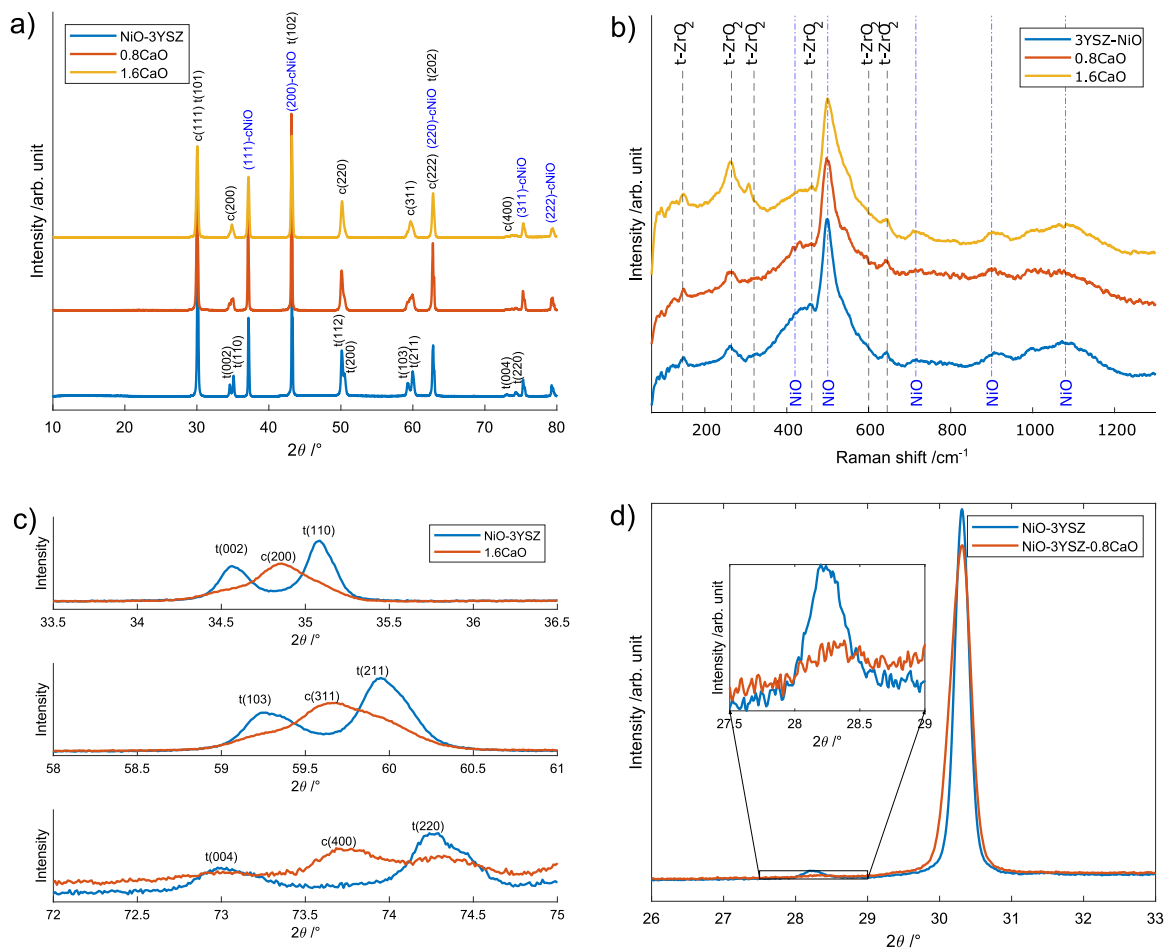 a)
NiO-3YSZ
0.8CaO
1.6CaO
c(111) t(101)
c(200)
(111)-cNiO
(200)-cNiO t(102)
c(220)
c(311)
c(222) (220)-cNiO t(202)
c(400)
(311)-cNiO
(222)-cNiO
t(002)
t(110)
t(112)
t(200)
t(103)
t(211)
t(004)
t(220)
Intensity /arb. unit
10 20 30 40 50 60 70 80
2θ /°
b)
t-ZrO2
t-ZrO2
t-ZrO2
t-ZrO2
t-ZrO2
t-ZrO2
3YSZ-NiO
0.8CaO
1.6CaO
NiO
NiO
NiO
NiO
NiO
Intensity /arb. unit
200 400 600 800 1000 1200
Raman shift /cm-1
c)
NiO-3YSZ
1.6CaO
t(002)
c(200)
t(110)
Intensity
33.5 34 34.5 35 35.5 36 36.5
2θ /°
t(103)
c(311)
t(211)
Intensity
58 58.5 59 59.5 60 60.5 61
2θ /°
t(004)
c(400)
t(220)
Intensity
72 72.5 73 73.5 74 74.5 75
2θ /°
d)
NiO-3YSZ
NiO-3YSZ-0.8CaO
Intensity /arb. unit
27.5 28 28.5 29
2θ /°
Intensity /arb. unit
26 27 28 29 30 31 32 33
2θ /°